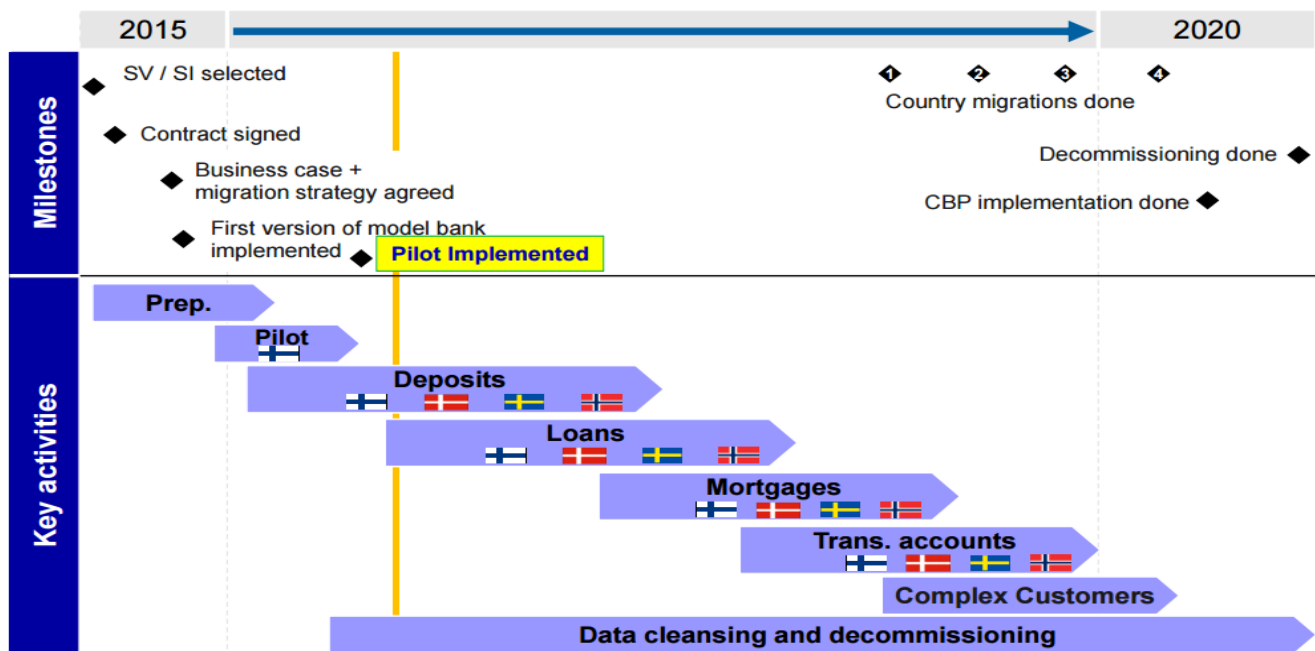 2015
2020
Milestones
SV / SI selected
1
2
3
4
Country migrations done
Contract signed
Decommissioning done
Business case +
migration strategy agreed
CBP implementation done
First version of model bank
implemented
Pilot Implemented
Key activities
Prep.
Pilot
Deposits
Loans
Mortgages
Trans. accounts
Complex Customers
Data cleansing and decommissioning